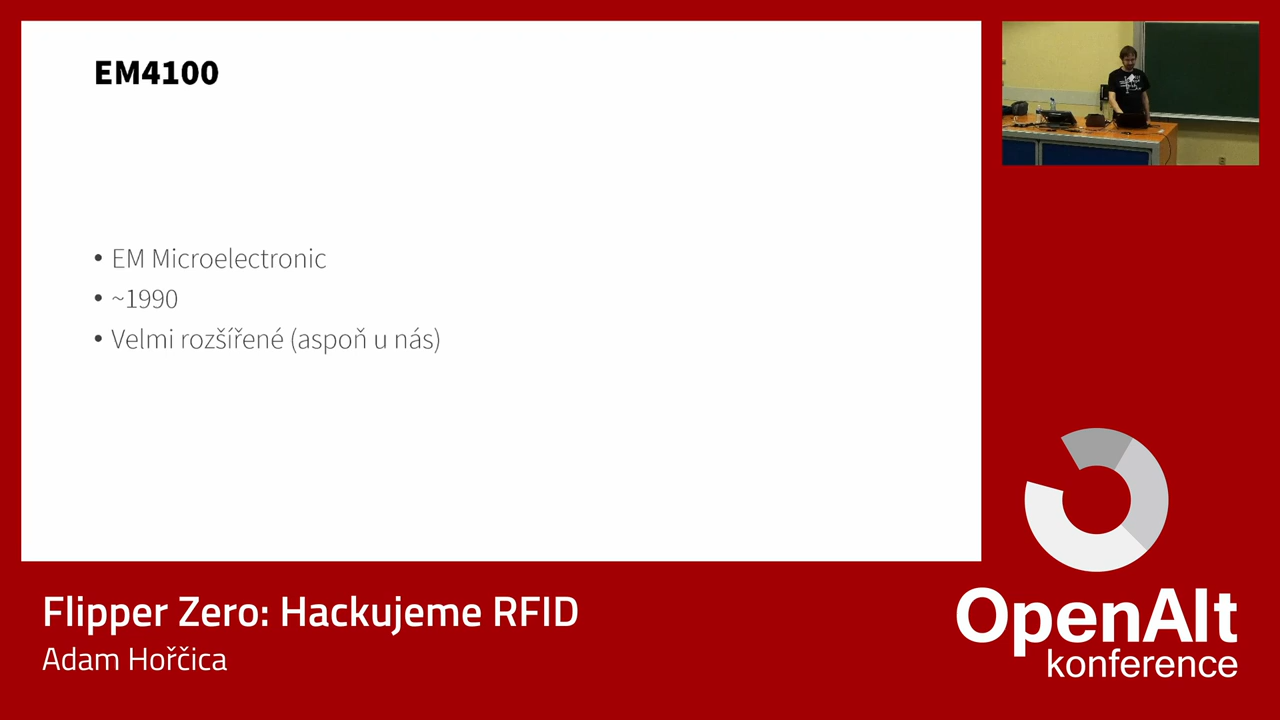 EM4100
• EM Microelectronic
• ~1990
• Velmi rozšířené (aspoň u nás)
Flipper Zero: Hackujeme RFID
Adam Hořčica
OpenAlt
konference